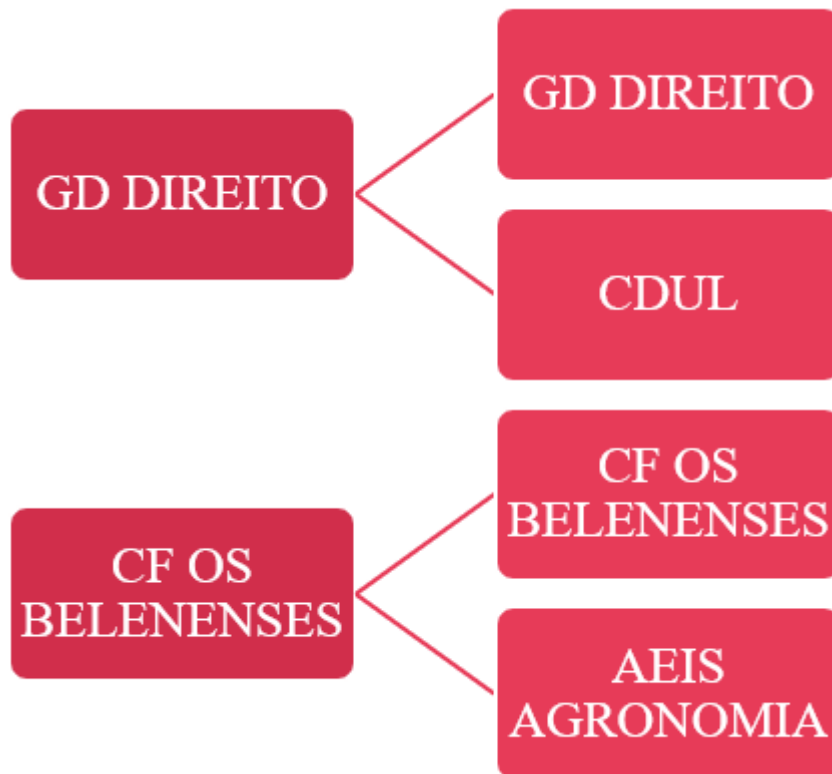 GD DIREITO
GD DIREITO
CDUL
CF OS
BELENENSES
CF OS
BELENENSES
AEIS
AGRONOMIA